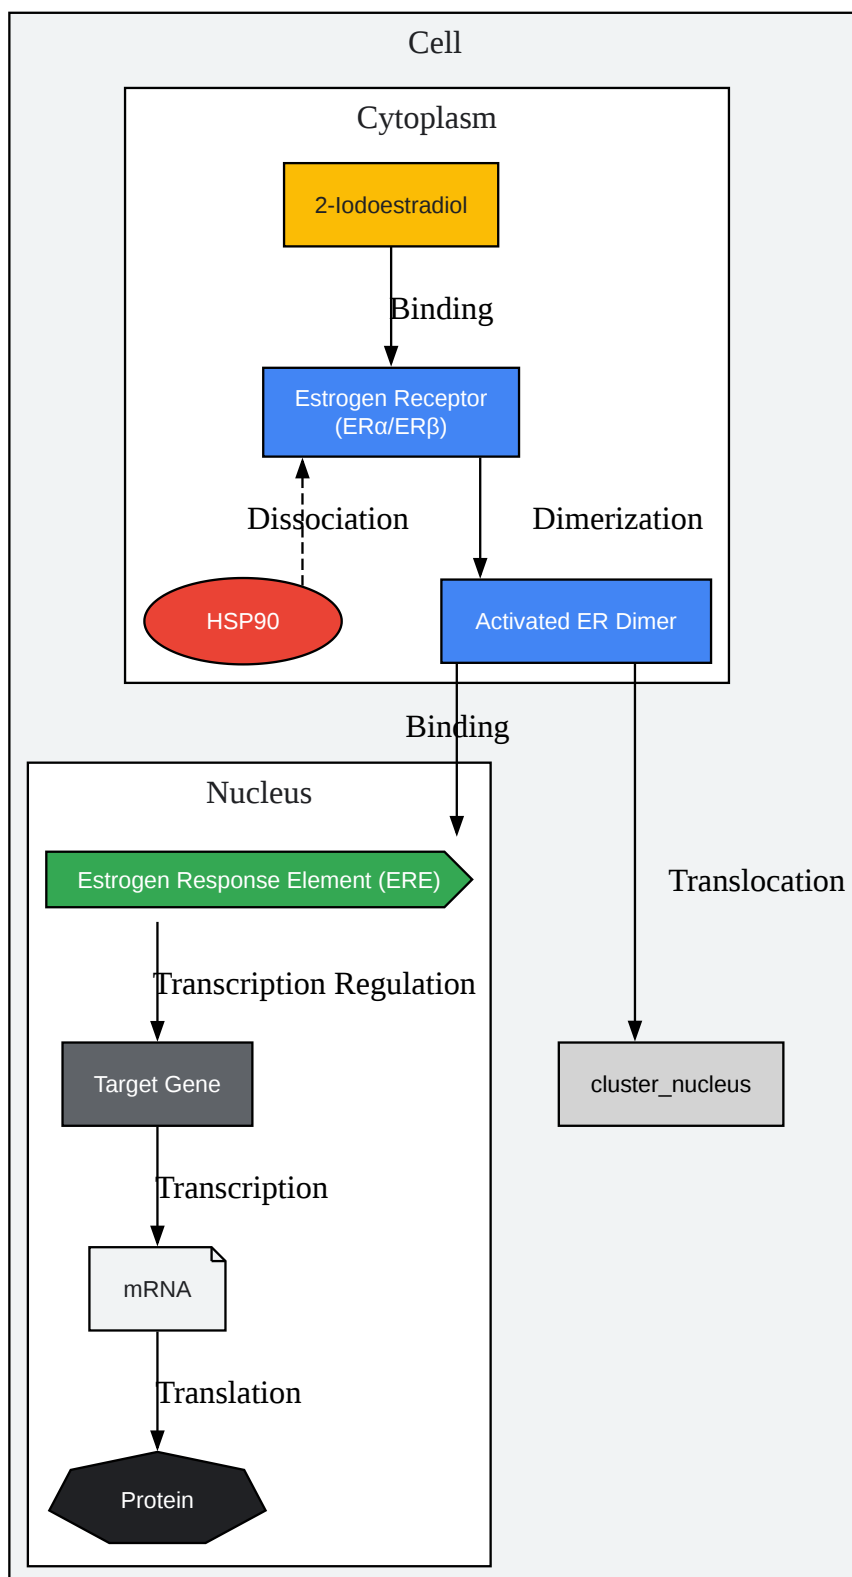 Cell
Cytoplasm
2-Iodoestradiol
Binding
Estrogen Receptor
(ERα/ERβ)
Dissociation
Dimerization
HSP90
Activated ER Dimer
Binding
Nucleus
Estrogen Response Element (ERE)
Translocation
Transcription Regulation
Target Gene
cluster_nucleus
Transcription
mRNA
Translation
Protein